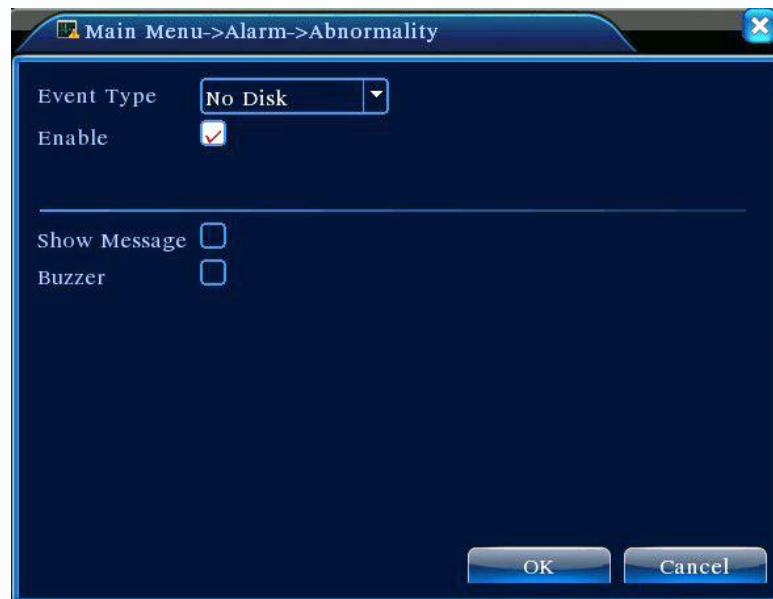 Main Menu->Alarm->Abnormality
Event Type No Disk
Enable
Show Message
Buzzer
OK Cancel